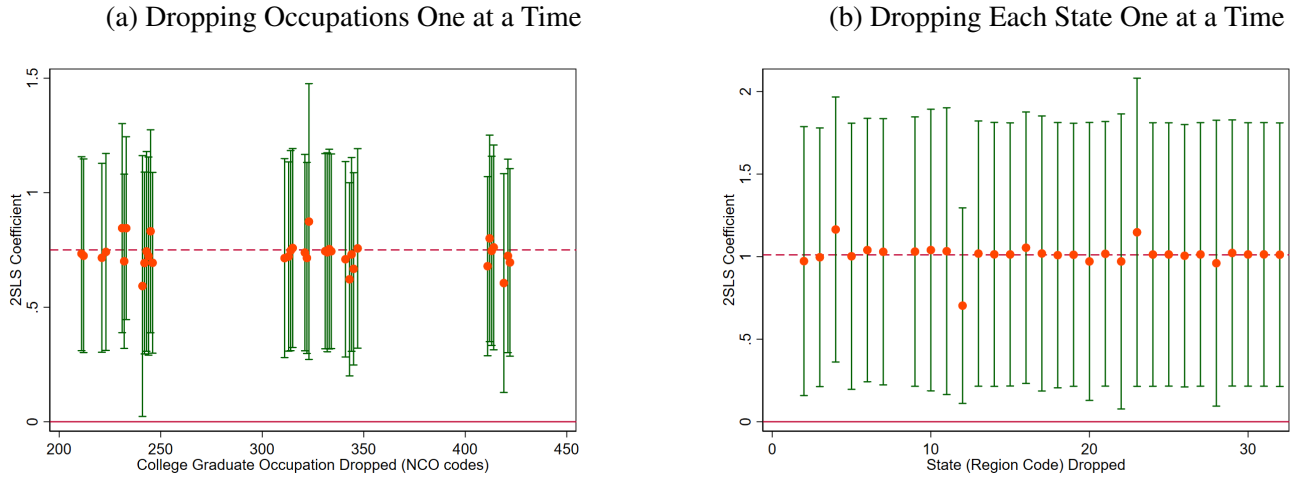 (a) Dropping Occupations One at a Time
1.5
1
.5
0
2SLS Coefficient
200 250 300 350 400 450
College Graduate Occupation Dropped (NCO codes)
(b) Dropping Each State One at a Time
2
1.5
1
.5
0
2SLS Coefficient
0 10 20 30
State (Region Code) Dropped